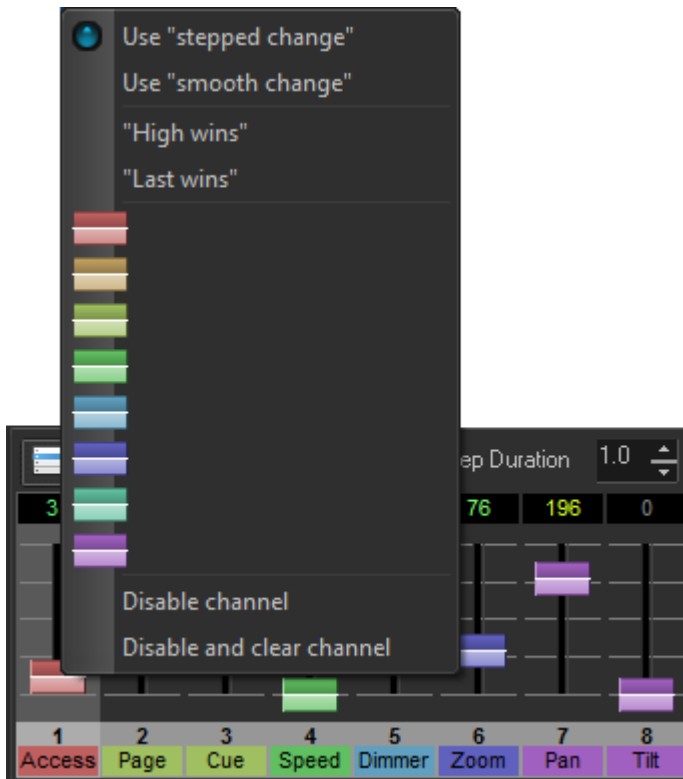 Use "stepped change"
Use "smooth change"
"High wins"
"Last wins"
Disable channel
Disable and clear channel
ep Duration 1.0
3 76 196 0
1 2 3 4 5 6 7 8
Access Page Cue Speed Dimmer Zoom Pan Tilt